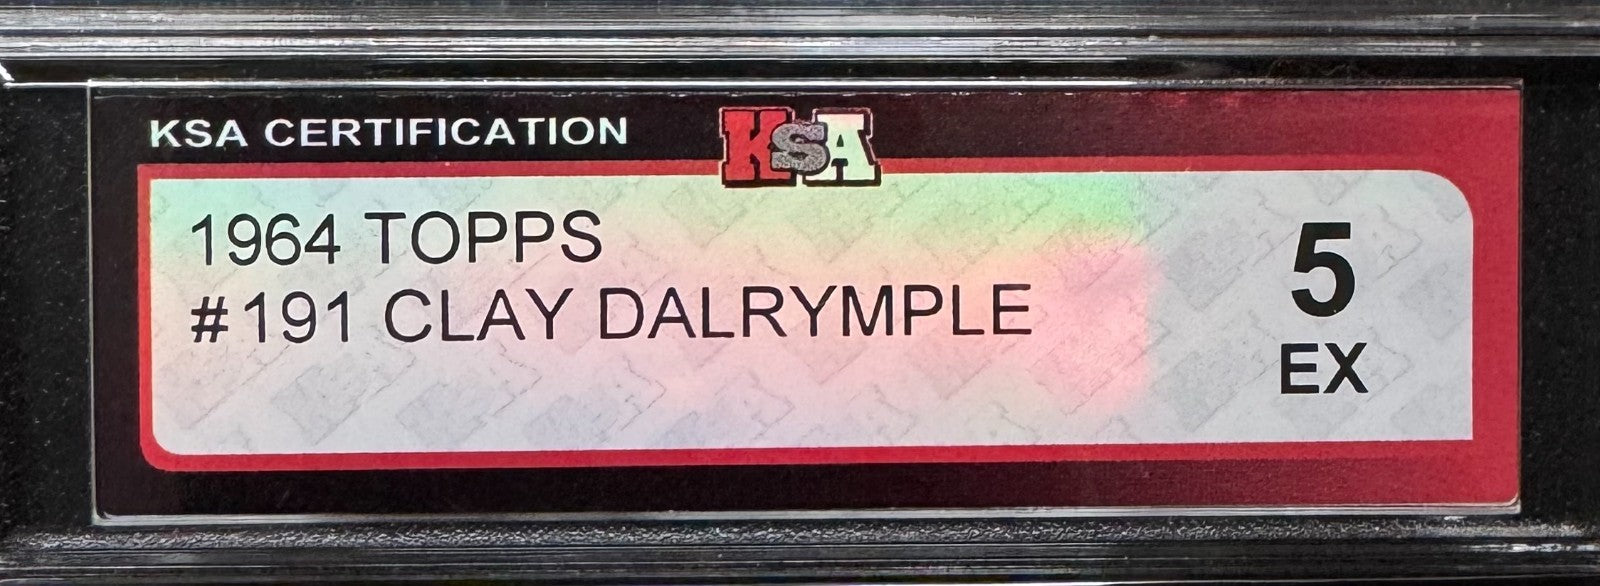 KSA CERTIFICATION
KSA
1964 TOPPS
#191 CLAY DALRYMPLE
5
EX